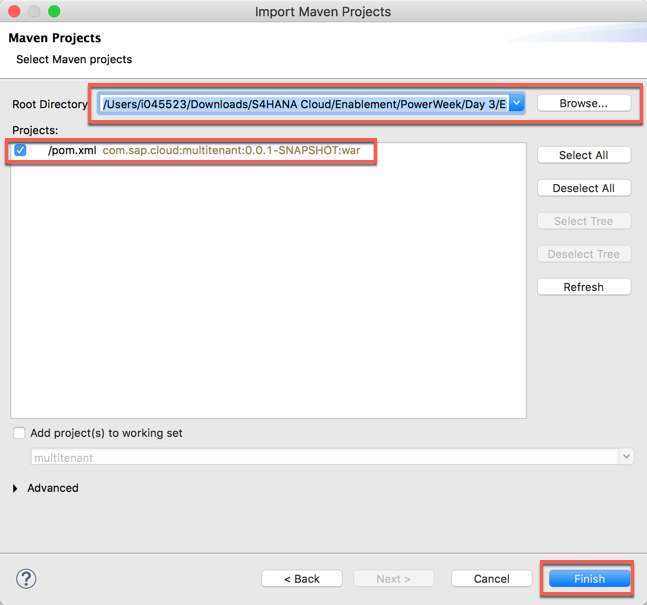 Import Maven Projects
Maven Projects
Select Maven projects
Root Directory /Users/i045523/Downloads/S4HANA Cloud/Enablement/PowerWeek/Day 3/E Browse...
Projects:
/pom.xml com.sap.cloud:multitenant:0.0.1-SNAPSHOT:war
Select All
Deselect All
Select Tree
Deselect Tree
Refresh
Add project(s) to working set
multitenant
Advanced
? < Back Next > Cancel Finish